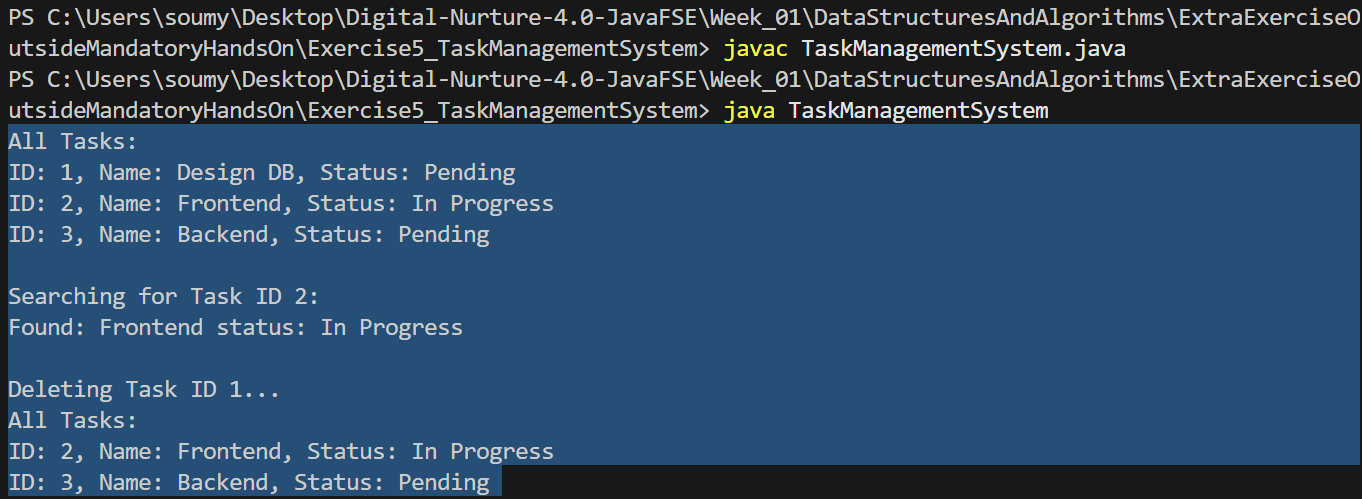 PS C:\Users\soumy\Desktop\Digital-Nurture-4.0-JavaFSE\Week_01\DataStructuresAndAlgorithms\ExtraExerciseO
utsideMandatoryHandsOn\Exercise5_TaskManagementSystem> javac TaskManagementSystem.java
PS C:\Users\soumy\Desktop\Digital-Nurture-4.0-JavaFSE\Week_01\DataStructuresAndAlgorithms\ExtraExerciseO
utsideMandatoryHandsOn\Exercise5_TaskManagementSystem> java TaskManagementSystem
All Tasks:
ID: 1, Name: Design DB, Status: Pending
ID: 2, Name: Frontend, Status: In Progress
ID: 3, Name: Backend, Status: Pending

Searching for Task ID 2:
Found: Frontend status: In Progress

Deleting Task ID 1...
All Tasks:
ID: 2, Name: Frontend, Status: In Progress
ID: 3, Name: Backend, Status: Pending